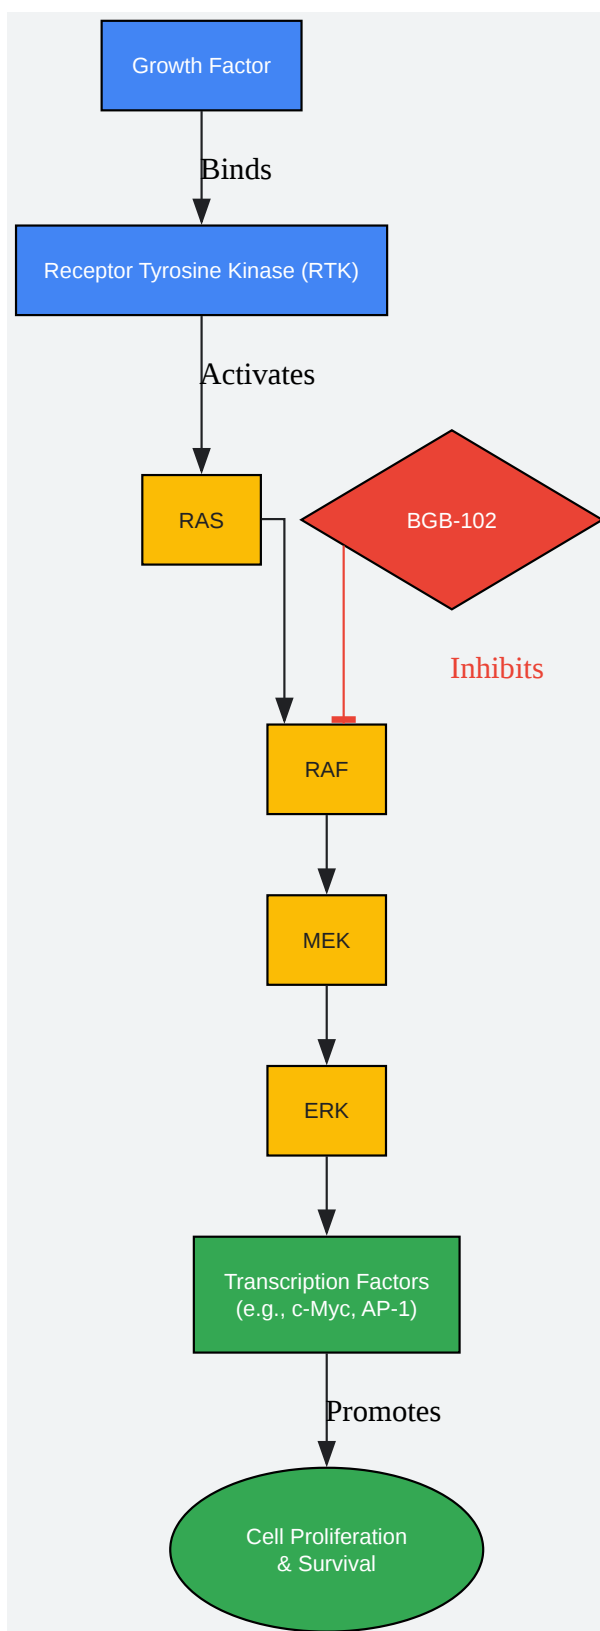 Growth Factor
Binds
Receptor Tyrosine Kinase (RTK)
Activates
RAS
BGB-102
Inhibits
RAF
MEK
ERK
Transcription Factors
(e.g., c-Myc, AP-1)
Promotes
Cell Proliferation
& Survival